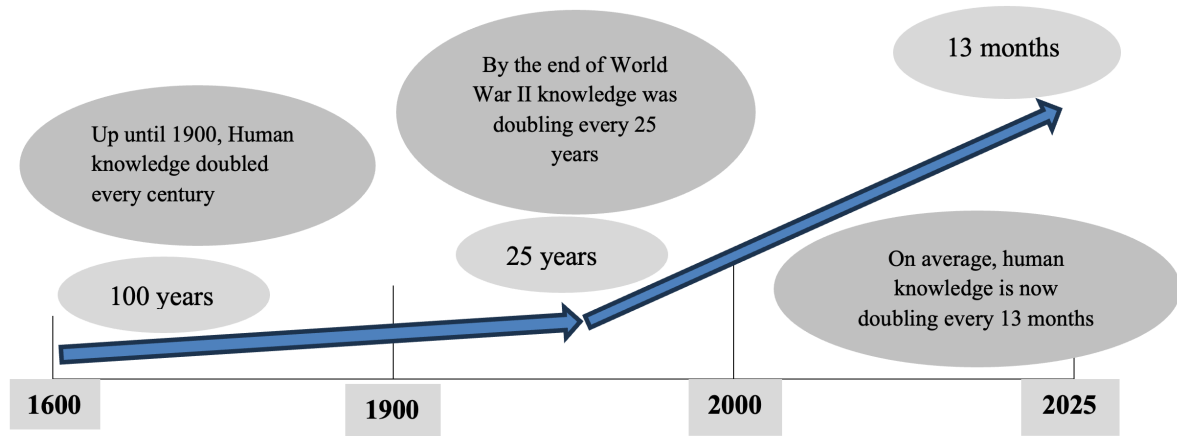 Up until 1900, Human
knowledge doubled
every century
100 years
By the end of World
War II knowledge was
doubling every 25
years
25 years
13 months
On average, human
knowledge is now
doubling every 13 months
1600
1900
2000
2025